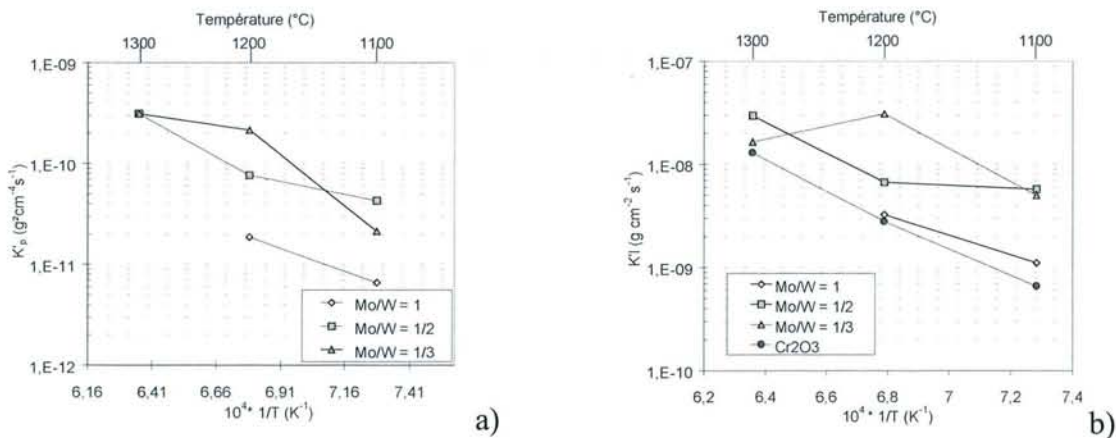 Température (°C)
1300 1200 1100
1,E-09
1,E-10
1,E-11
1,E-12
K'p (g²cm-4s-1)
Mo/W = 1
Mo/W = 1/2
Mo/W = 1/3
6,16 6,41 6,66 6,91 7,16 7,41
10⁴* 1/T (K-1)
a)
Température (°C)
1300 1200 1100
1,E-07
1,E-08
1,E-09
1,E-10
K'l (g cm-2 s-1)
Mo/W = 1
Mo/W = 1/2
Mo/W = 1/3
Cr2O3
6,2 6,4 6,6 6,8 7 7,2 7,4
10⁴* 1/T (K-1)
b)